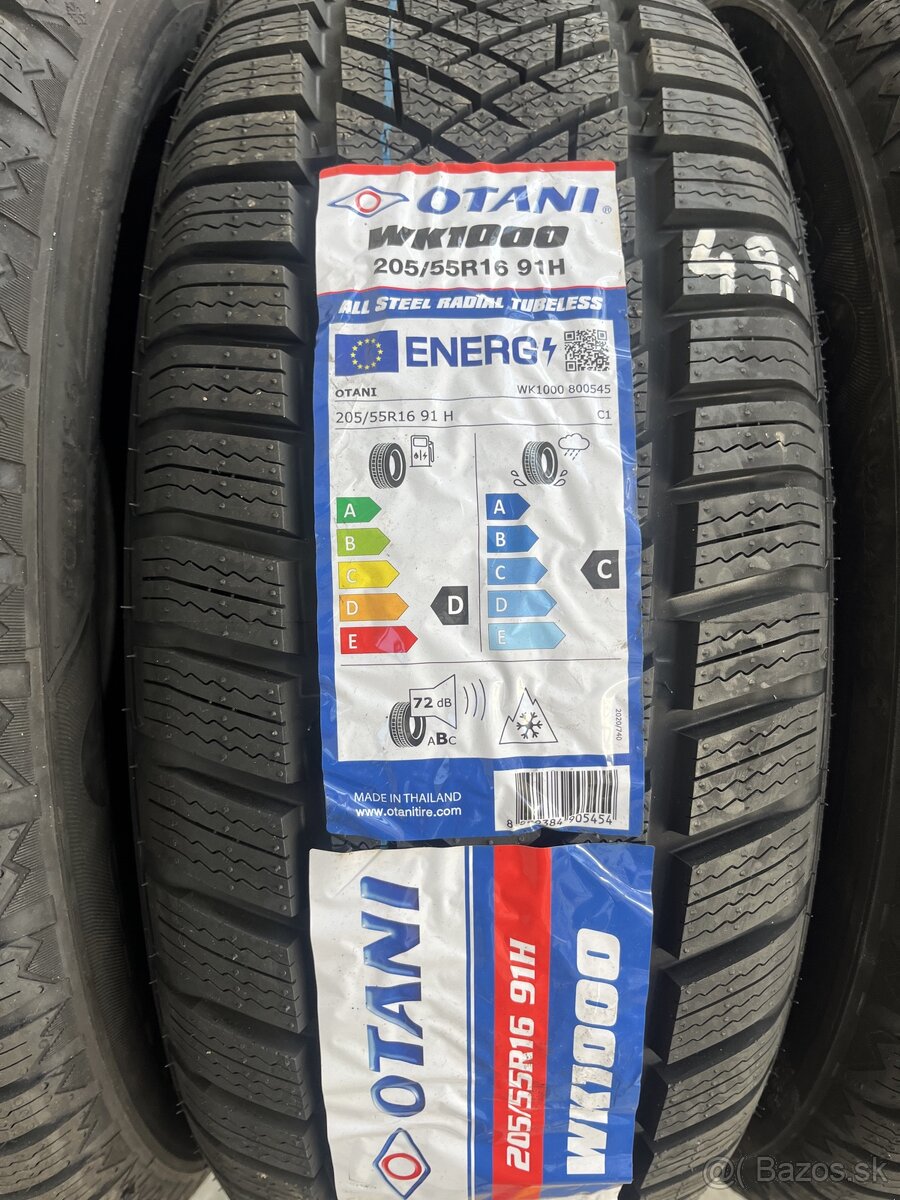 OTANI®
WK1000
205/55R16 91H
ALL STEEL RADIAL TUBELESS
ENERG
OTANI WK1000 800545
205/55R16 91 H C1
A A
B B
C C C
D D D
E E
72 dB
ABC
2020/740
MADE IN THAILAND
www.otanitire.com
905454
OTANI
205/55R16 91H
WK1000
Bazos.sk